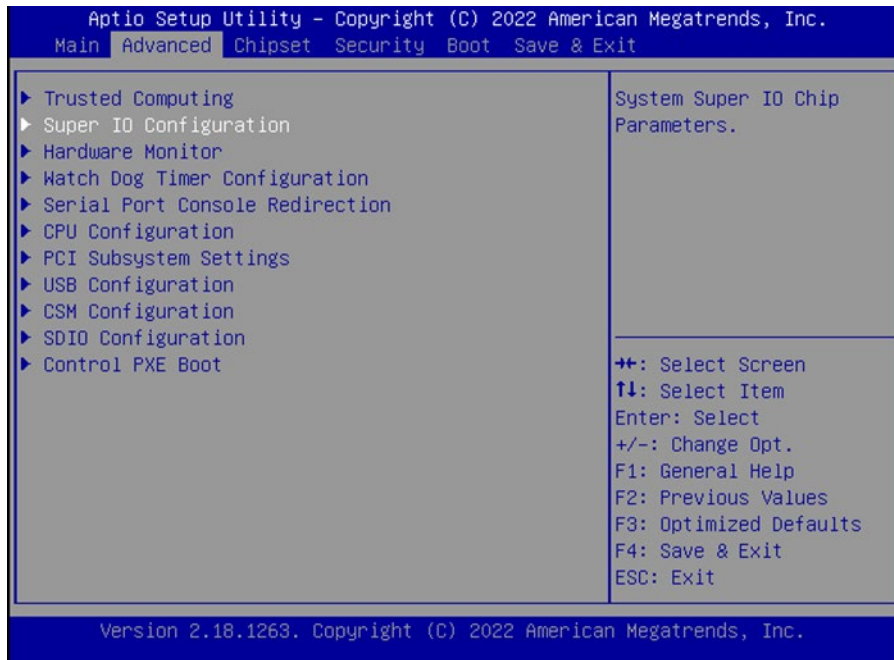 Aptio Setup Utility – Copyright (C) 2022 American Megatrends, Inc.
Main Advanced Chipset Security Boot Save & Exit
Trusted Computing
Super IO Configuration
Hardware Monitor
Watch Dog Timer Configuration
Serial Port Console Redirection
CPU Configuration
PCI Subsystem Settings
USB Configuration
CSM Configuration
SDIO Configuration
Control PXE Boot
System Super IO Chip
Parameters.
→←: Select Screen
↑↓: Select Item
Enter: Select
+/-: Change Opt.
F1: General Help
F2: Previous Values
F3: Optimized Defaults
F4: Save & Exit
ESC: Exit
Version 2.18.1263. Copyright (C) 2022 American Megatrends, Inc.